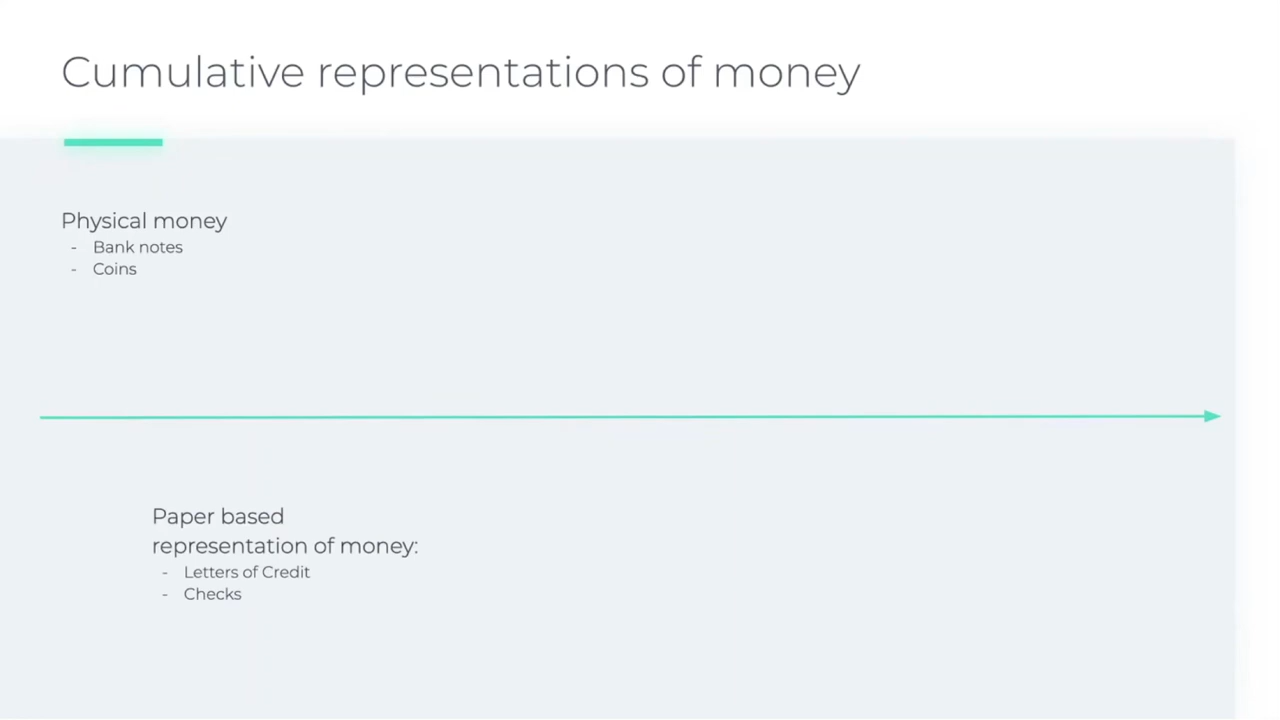 Cumulative representations of money
Physical money
- Bank notes
- Coins
Paper based
representation of money:
- Letters of Credit
- Checks